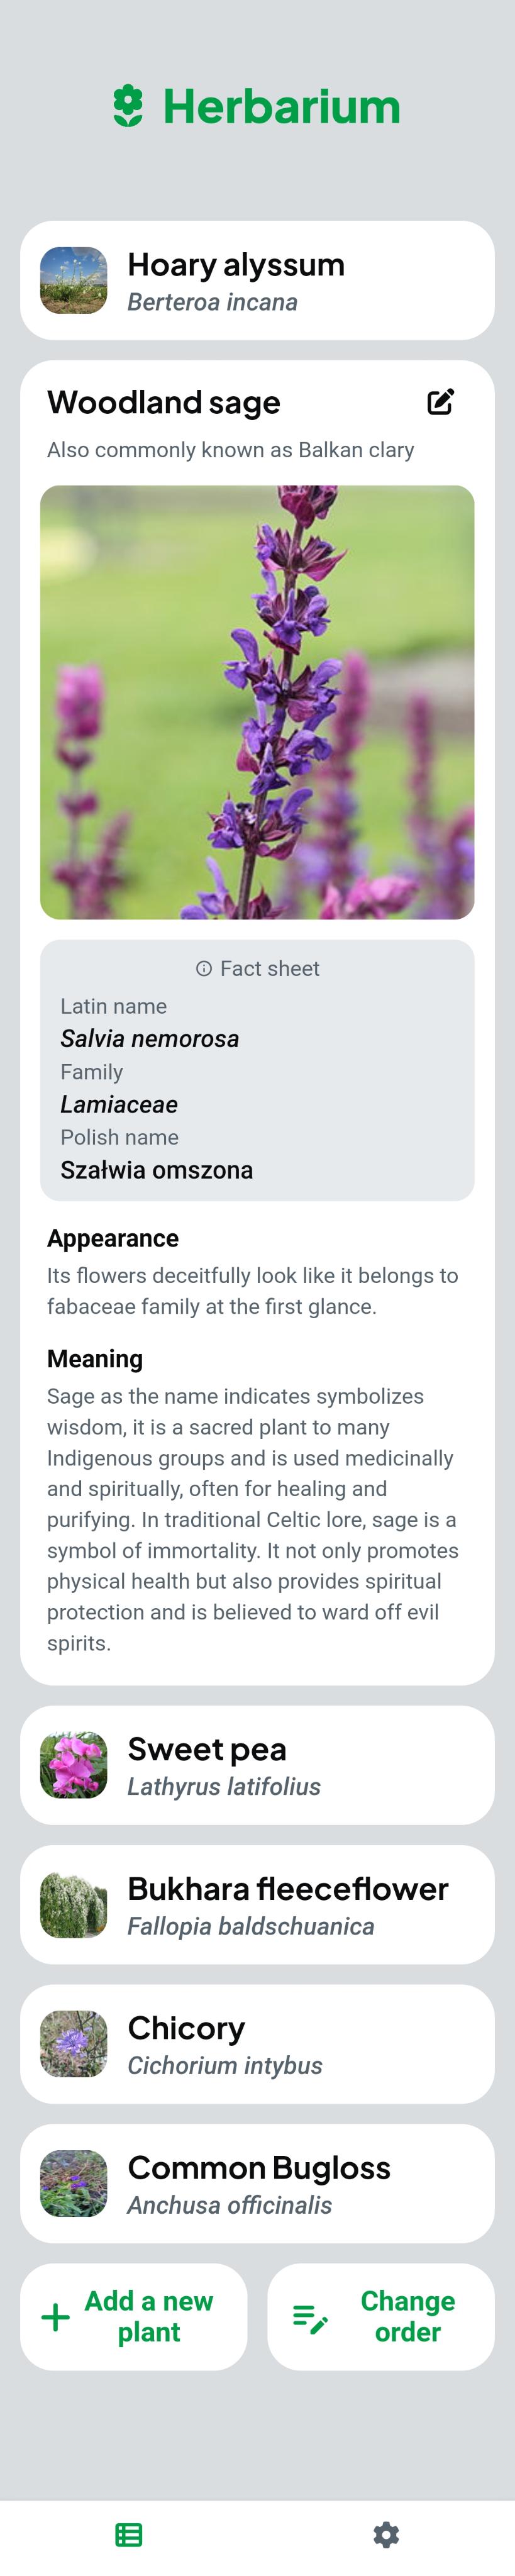 Herbarium
Hoary alyssum
Berteroa incana
Woodland sage
Also commonly known as Balkan clary
Fact sheet
Latin name
Salvia nemorosa
Family
Lamiaceae
Polish name
Szałwia omszona
Appearance
Its flowers deceitfully look like it belongs to
fabaceae family at the first glance.
Meaning
Sage as the name indicates symbolizes
wisdom, it is a sacred plant to many
Indigenous groups and is used medicinally
and spiritually, often for healing and
purifying. In traditional Celtic lore, sage is a
symbol of immortality. It not only promotes
physical health but also provides spiritual
protection and is believed to ward off evil
spirits.
Sweet pea
Lathyrus latifolius
Bukhara fleeceflower
Fallopia baldschuanica
Chicory
Cichorium intybus
Common Bugloss
Anchusa officinalis
Add a new
plant
Change
order